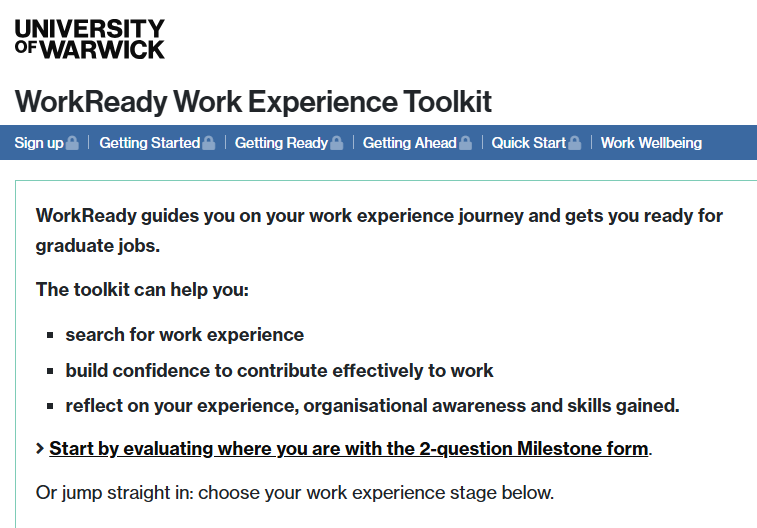 UNIVERSITY
OF WARWICK
WorkReady Work Experience Toolkit
Sign up Getting Started Getting Ready Getting Ahead Quick Start Work Wellbeing
WorkReady guides you on your work experience journey and gets you ready for
graduate jobs.
The toolkit can help you:
search for work experience
build confidence to contribute effectively to work
reflect on your experience, organisational awareness and skills gained.
Start by evaluating where you are with the 2-question Milestone form.
Or jump straight in: choose your work experience stage below.